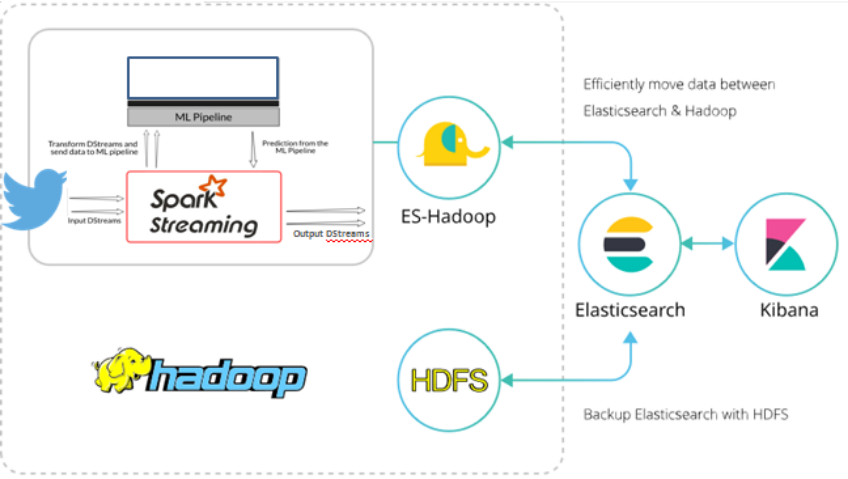 ML Pipeline
Transform DStreams and
send data to ML pipeline
Prediction from the
ML Pipeline
Input DStreams
Spark
Streaming
Output DStreams
ES-Hadoop
Efficiently move data between
Elasticsearch & Hadoop
Elasticsearch
Kibana
hadoop
HDFS
Backup Elasticsearch with HDFS